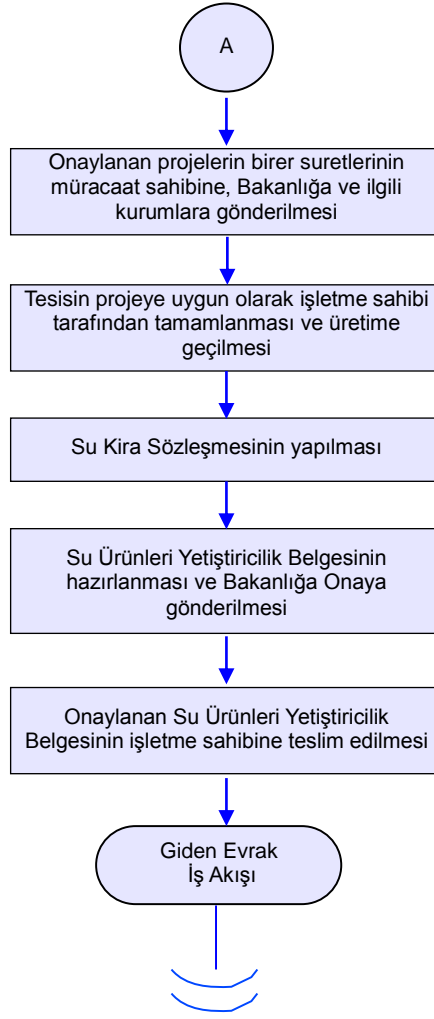 A
Onaylanan projelerin birer suretlerinin
müracaat sahibine, Bakanlığa ve ilgili
kurumlara gönderilmesi
Tesisin projeye uygun olarak işletme sahibi
tarafından tamamlanması ve üretime
geçilmesi
Su Kira Sözleşmesinin yapılması
Su Ürünleri Yetiştiricilik Belgesinin
hazırlanması ve Bakanlığa Onaya
gönderilmesi
Onaylanan Su Ürünleri Yetiştiricilik
Belgesinin işletme sahibine teslim edilmesi
Giden Evrak
İş Akışı